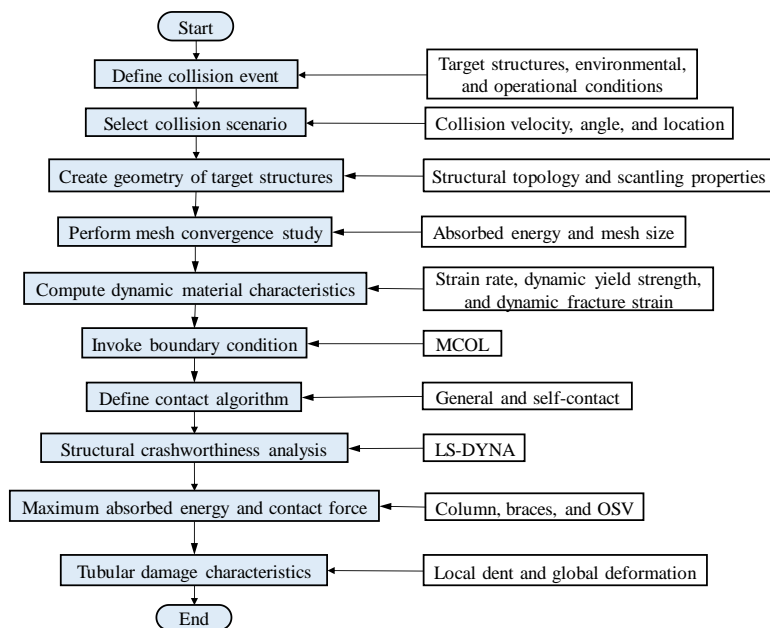 Start
Define collision event
Target structures, environmental,
and operational conditions
Select collision scenario
Collision velocity, angle, and location
Create geometry of target structures
Structural topology and scantling properties
Perform mesh convergence study
Absorbed energy and mesh size
Compute dynamic material characteristics
Strain rate, dynamic yield strength,
and dynamic fracture strain
Invoke boundary condition
MCOL
Define contact algorithm
General and self-contact
Structural crashworthiness analysis
LS-DYNA
Maximum absorbed energy and contact force
Column, braces, and OSV
Tubular damage characteristics
Local dent and global deformation
End